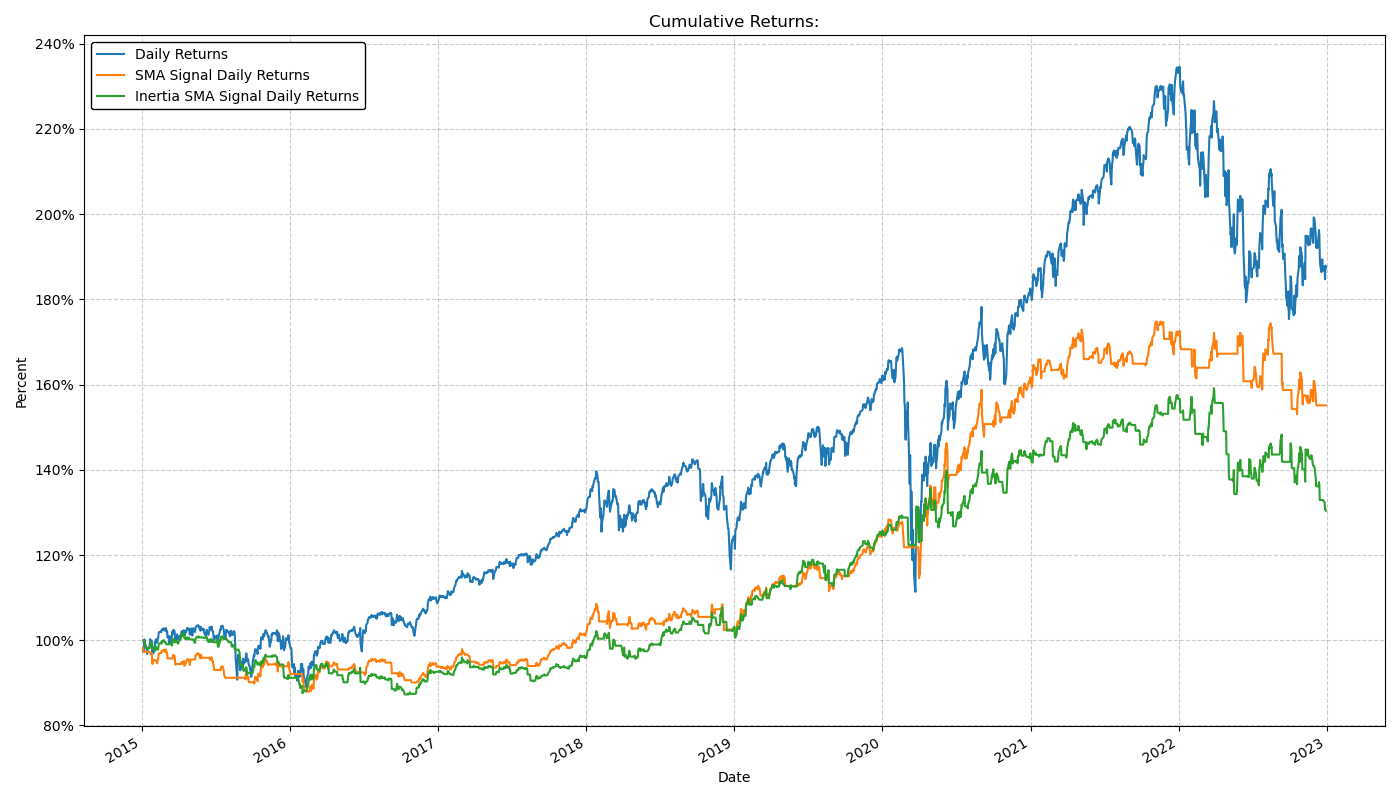 Cumulative Returns:
240%
220%
200%
180%
160%
140%
120%
100%
80%
Percent
Daily Returns
SMA Signal Daily Returns
Inertia SMA Signal Daily Returns
2015 2016 2017 2018 2019 2020 2021 2022 2023
Date